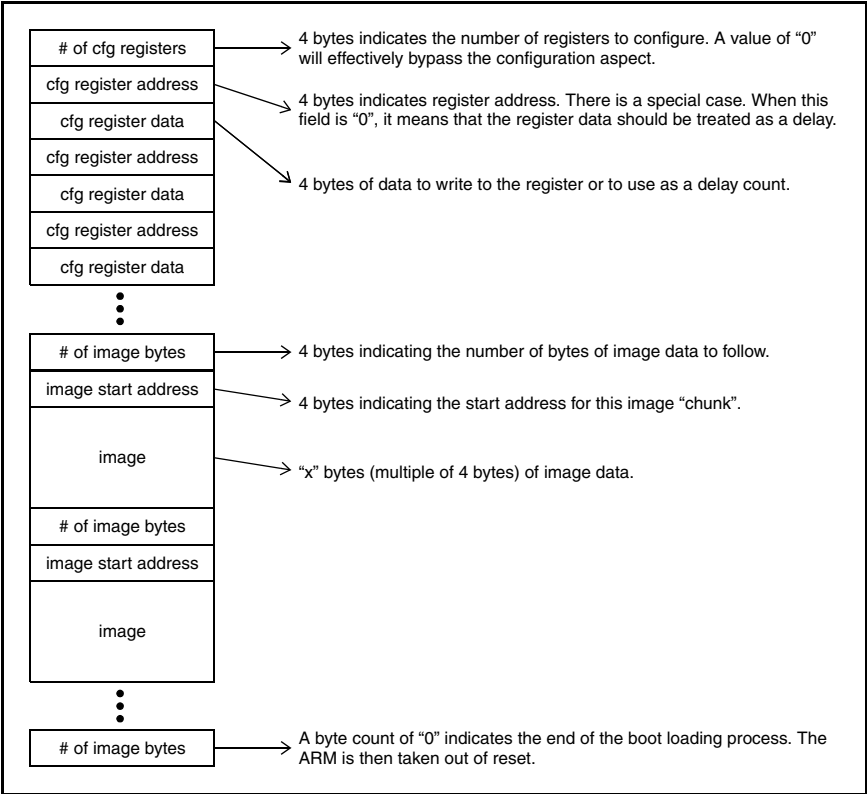 # of cfg registers
4 bytes indicates the number of registers to configure. A value of “0”
will effectively bypass the configuration aspect.
cfg register address
4 bytes indicates register address. There is a special case. When this
field is “0”, it means that the register data should be treated as a delay.
cfg register data
4 bytes of data to write to the register or to use as a delay count.
cfg register address
cfg register data
cfg register address
cfg register data
# of image bytes
4 bytes indicating the number of bytes of image data to follow.
image start address
4 bytes indicating the start address for this image “chunk”.
image
“x” bytes (multiple of 4 bytes) of image data.
# of image bytes
image start address
image
# of image bytes
A byte count of “0” indicates the end of the boot loading process. The
ARM is then taken out of reset.